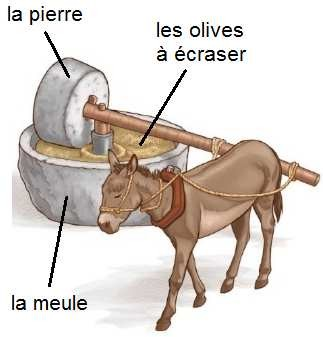 la pierre
les olives
à écraser
la meule